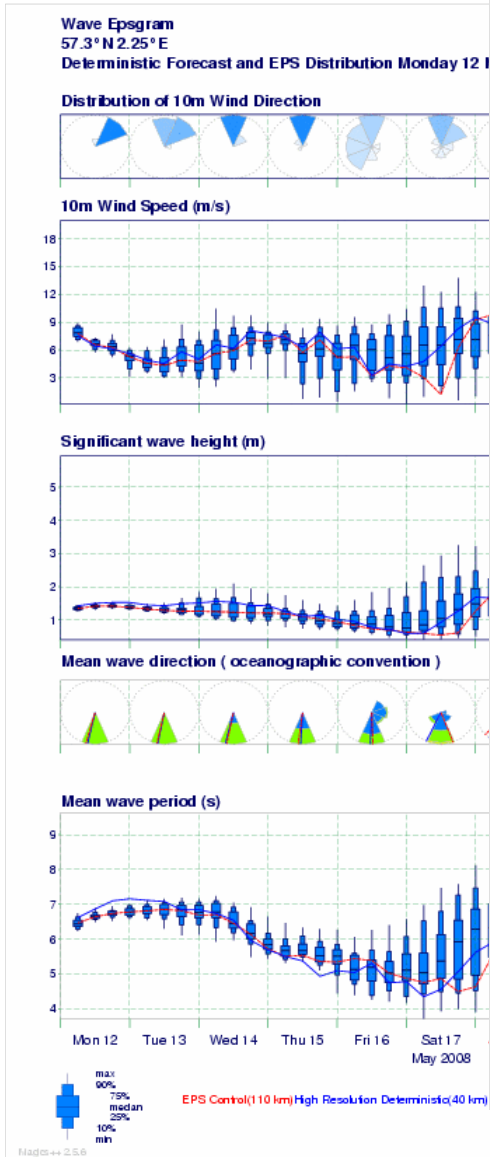 Wave Epsgram
57.3°N 2.25°E
Deterministic Forecast and EPS Distribution Monday 12
Distribution of 10m Wind Direction
10m Wind Speed (m/s)
18
15
12
9
6
3
Significant wave height (m)
5
4
3
2
1
Mean wave direction ( oceanographic convention )
Mean wave period (s)
9
8
7
6
5
4
Mon 12 Tue 13 Wed 14 Thu 15 Fri 16 Sat 17
May 2008
max
90%
75%
median
25%
10%
min
EPS Control(110 km) High Resolution Deterministic(40 km)
Magics++ 2.5.6